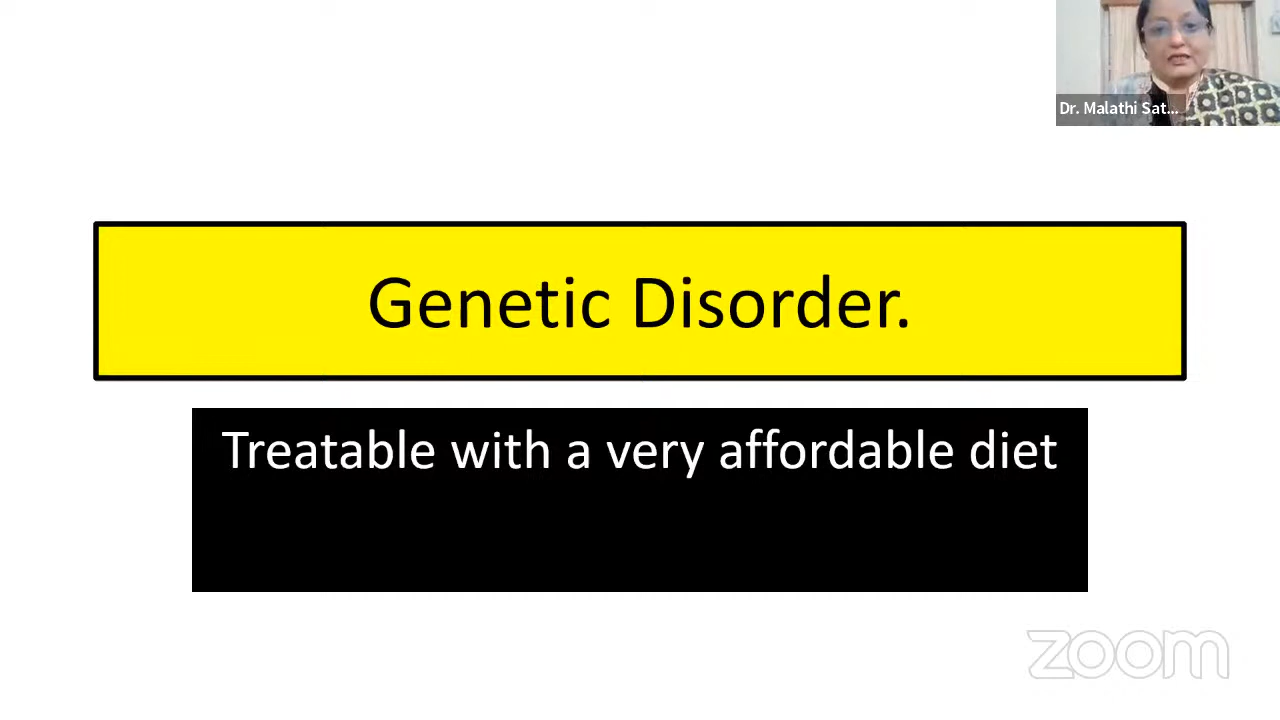 Dr. Malathi Sat...
Genetic Disorder.
Treatable with a very affordable diet
zoom